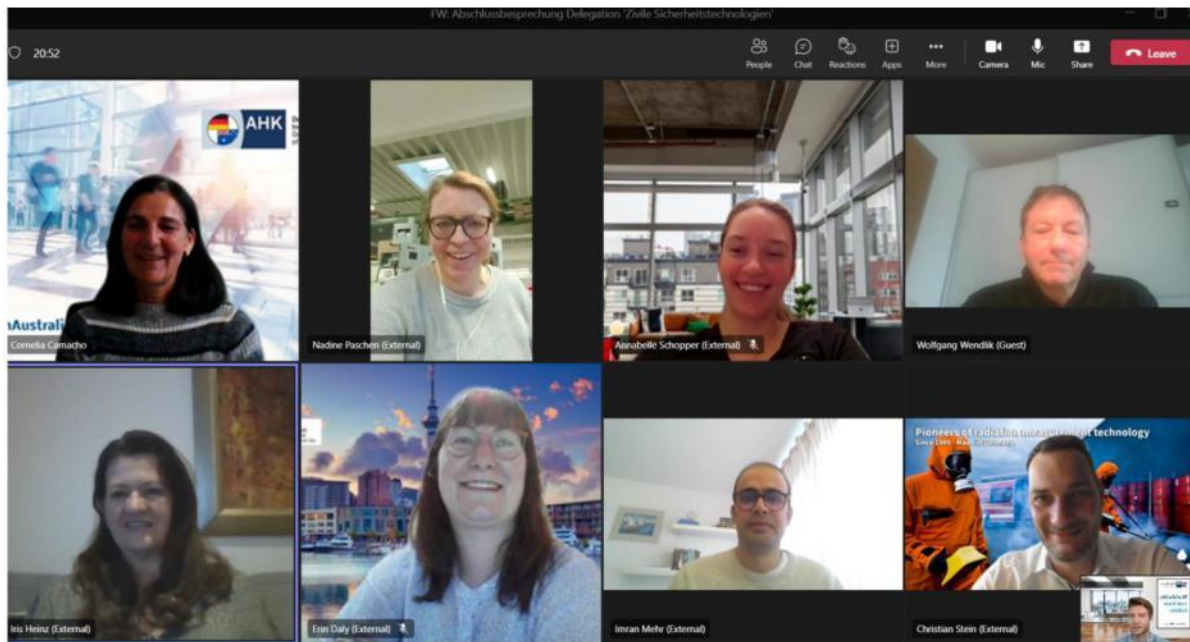 FW: Abschlussbesprechung Delegation 'Zivile Sicherheitstechnologien'
20:52
People
Chat
Reactions
Apps
More
Camera
Mic
Share
Leave
AHK
nAustrali
Cornelia Camacho
Nadine Paschen (External)
Annabelle Schopper (External)
Wolfgang Wendlik (Guest)
Pioneers of radiation measurement technology
Iris Heinz (External)
Erin Daly (External)
Imran Mehr (External)
Christian Stein (External)